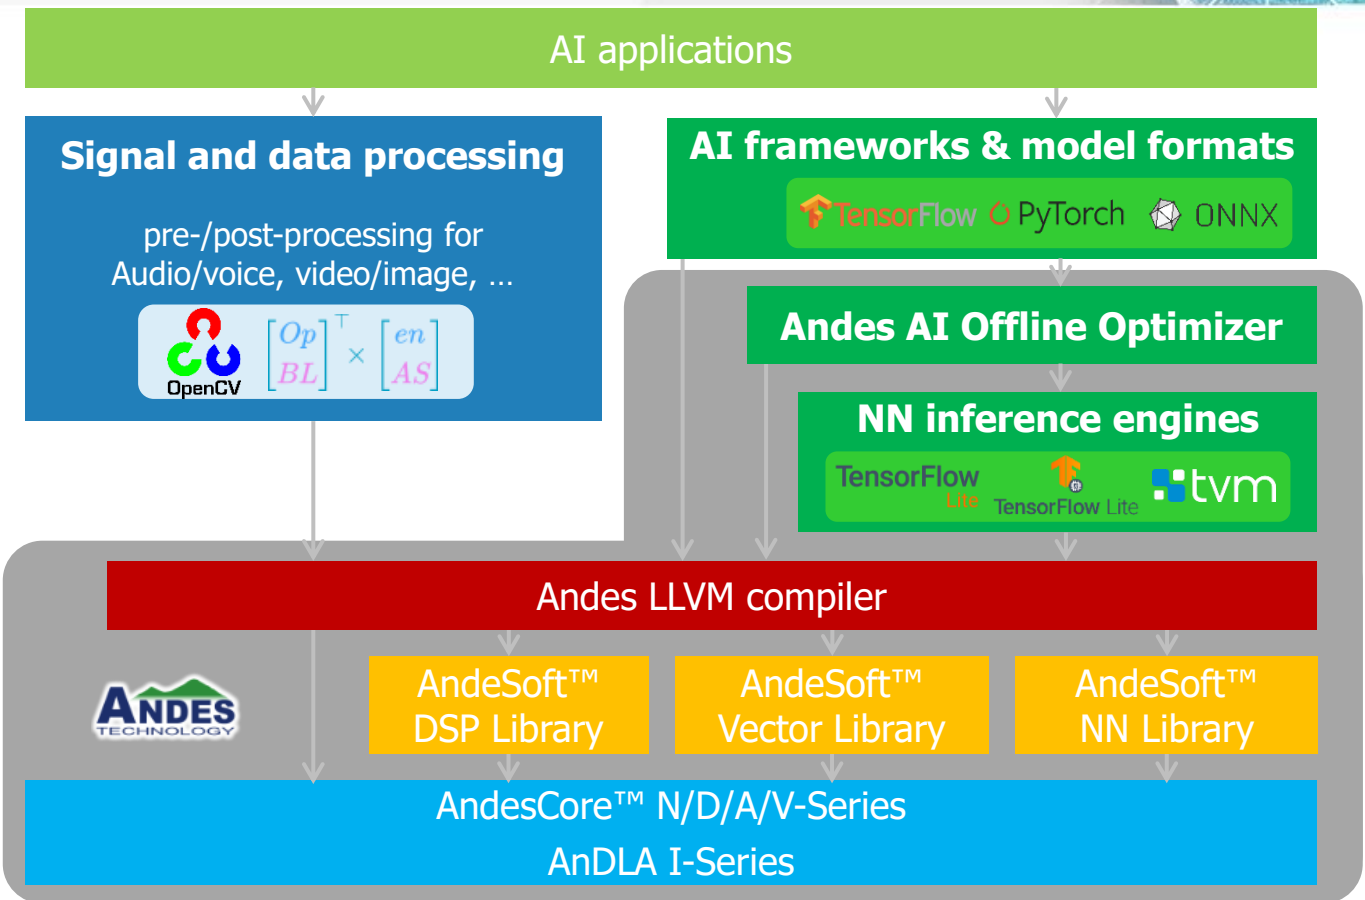 AI applications
Signal and data processing
pre-/post-processing for
Audio/voice, video/image, ...
OpenCV
[Op BL]⊤ × [en AS]
AI frameworks & model formats
TensorFlow PyTorch ONNX
Andes AI Offline Optimizer
NN inference engines
TensorFlow Lite
TensorFlow Lite
tvm
Andes LLVM compiler
ANDES
TECHNOLOGY
AndeSoft™
DSP Library
AndeSoft™
Vector Library
AndeSoft™
NN Library
AndesCore™ N/D/A/V-Series
AnDLA I-Series